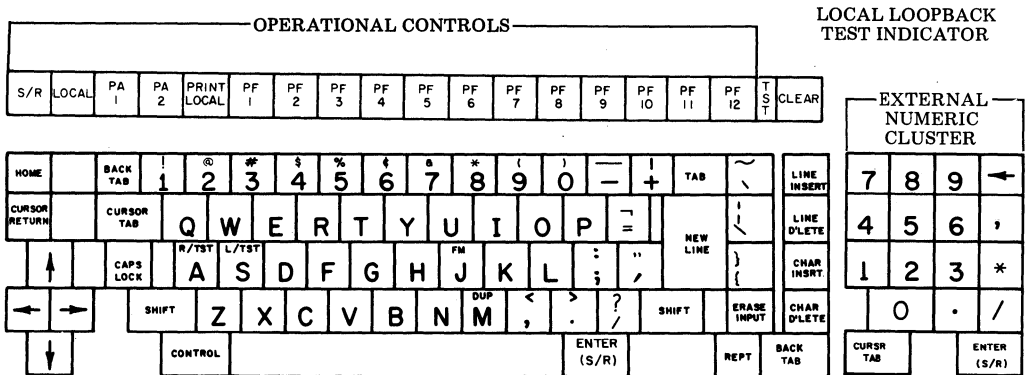 OPERATIONAL CONTROLS
LOCAL LOOPBACK
TEST INDICATOR
S/R LOCAL PA 1 PA 2 PRINT LOCAL PF 1 PF 2 PF 3 PF 4 PF 5 PF 6 PF 7 PF 8 PF 9 PF 10 PF 11 PF 12 TST CLEAR
EXTERNAL
NUMERIC
CLUSTER
HOME BACK TAB ! 1 @ 2 # 3 $ 4 % 5 ¢ 6 & 7 * 8 ( 9 ) 0 — – | + TAB ~ \ LINE INSERT 7 8 9 ←
CURSOR RETURN CURSOR TAB Q W E R T Y U I O P ¬ = NEW LINE ¦ \ LINE D'LETE 4 5 6 ,
↑ CAPS LOCK R/TST A L/TST S D F G H FM J K L : ; " ' } { CHAR INSRT. 1 2 3 *
← → SHIFT Z X C V B N DUP M < , > . ? / SHIFT ERASE INPUT CHAR D'LETE 0 . /
↓ CONTROL ENTER (S/R) REPT BACK TAB CURSR TAB ENTER (S/R)